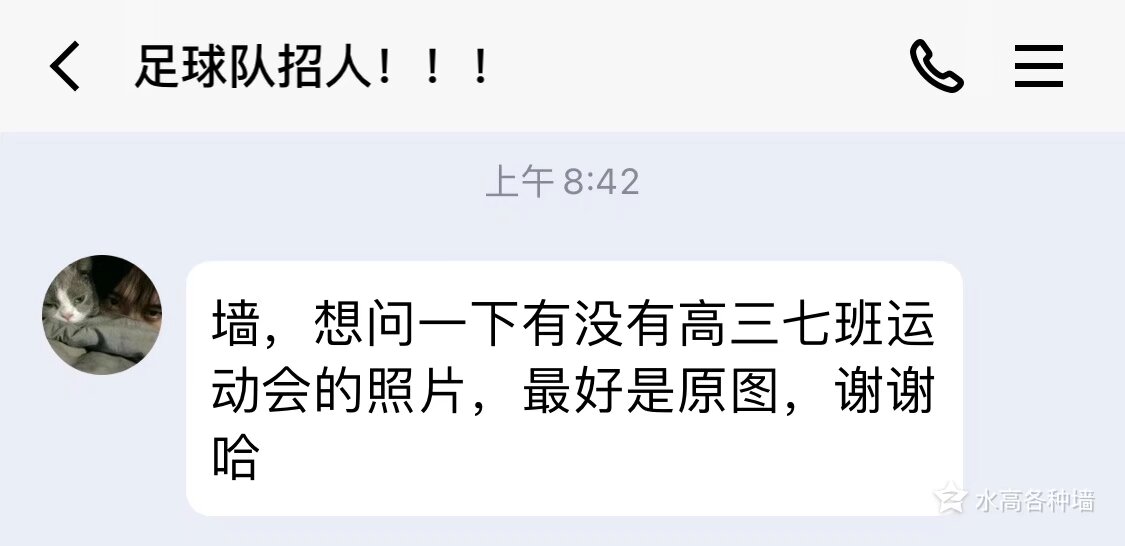 足球队招人！！！
上午 8:42
墙，想问一下有没有高三七班运
动会的照片，最好是原图，谢谢
哈
水高各种墙